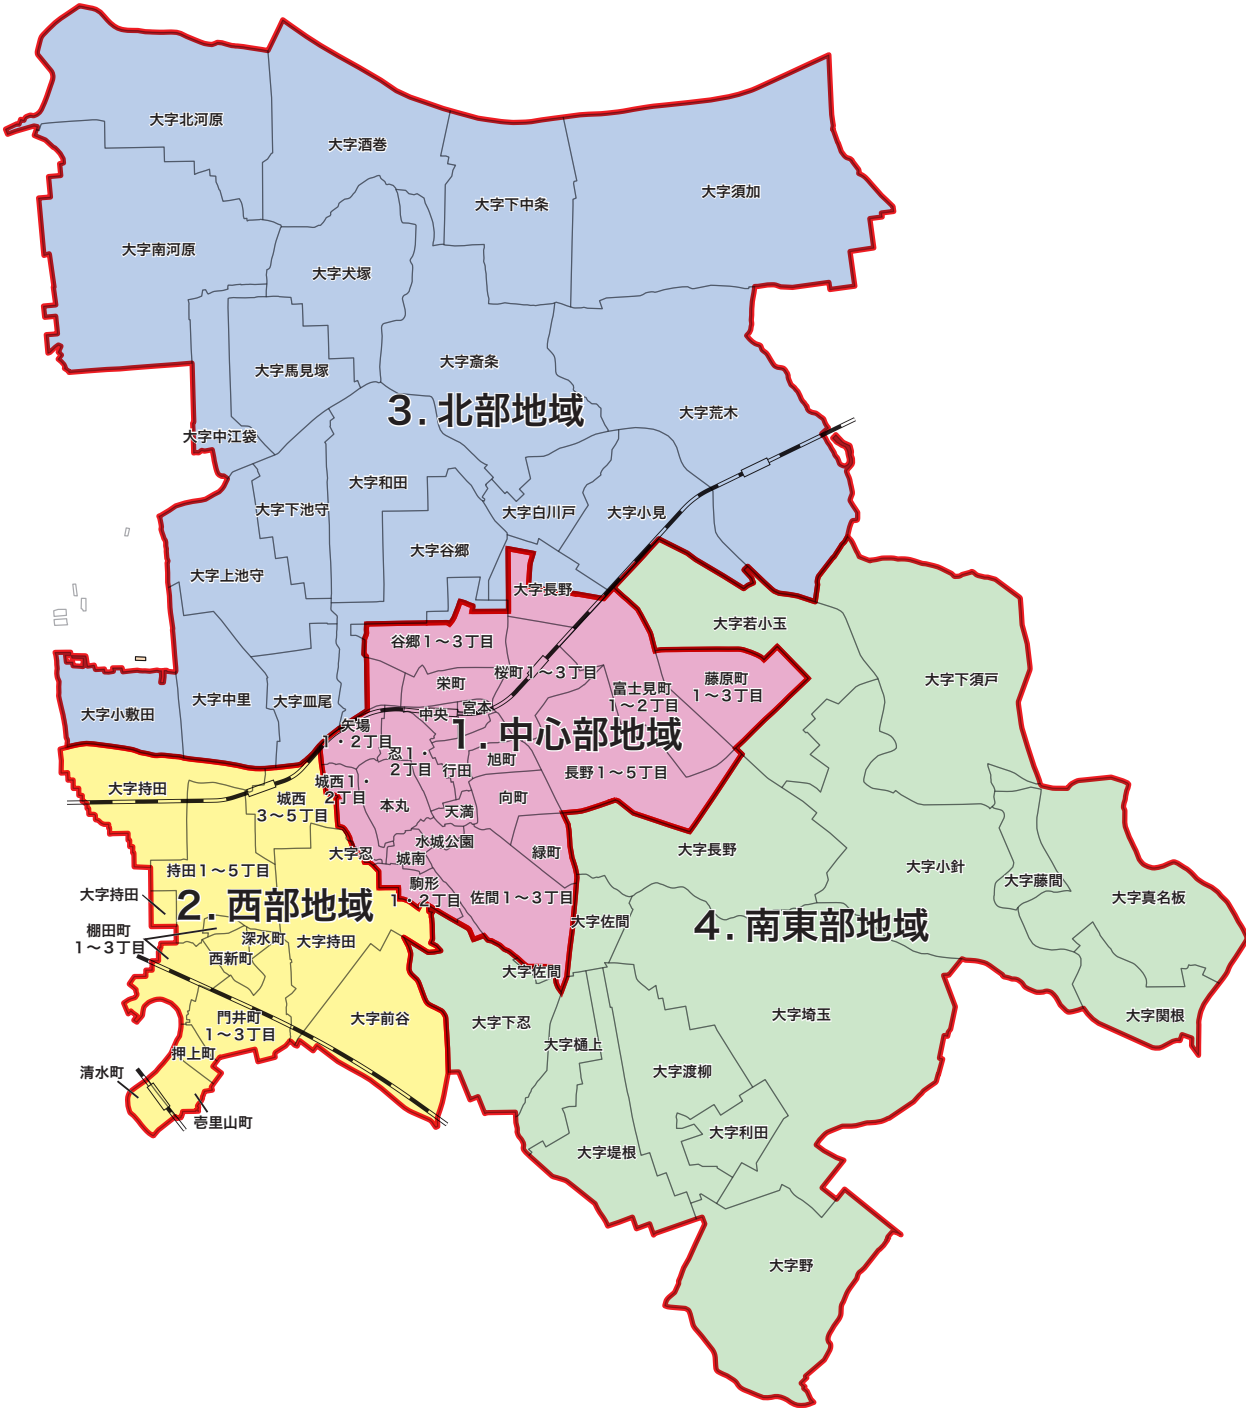 大字北河原
大字酒巻
大字須加
大字下中条
大字南河原
大字犬塚
大字斎条
大字馬見塚
３．北部地域
大字荒木
大字中江袋
大字和田
大字下池守
大字白川戸
大字小見
大字谷郷
大字上池守
大字長野
大字若小玉
谷郷１～３丁目
桜町１～３丁目
藤原町
１～３丁目
大字下須戸
栄町
富士見町
１～２丁目
大字中里
大字皿尾
大字小敷田
中央
宮本
矢場
１・２丁目
１．中心部地域
忍１・
２丁目
旭町
行田
長野１～５丁目
大字持田
城西１・
２丁目
城西
３～５丁目
本丸
向町
天満
水城公園
大字忍
城南
緑町
大字長野
持田１～５丁目
大字小針
駒形
１・２丁目
佐間１～３丁目
大字藤間
大字持田
２．西部地域
大字真名板
大字佐間
４．南東部地域
棚田町
１～３丁目
深水町
大字持田
西新町
大字佐間
門井町
１～３丁目
大字前谷
大字下忍
大字埼玉
大字関根
押上町
大字樋上
清水町
大字渡柳
壱里山町
大字利田
大字堤根
大字野